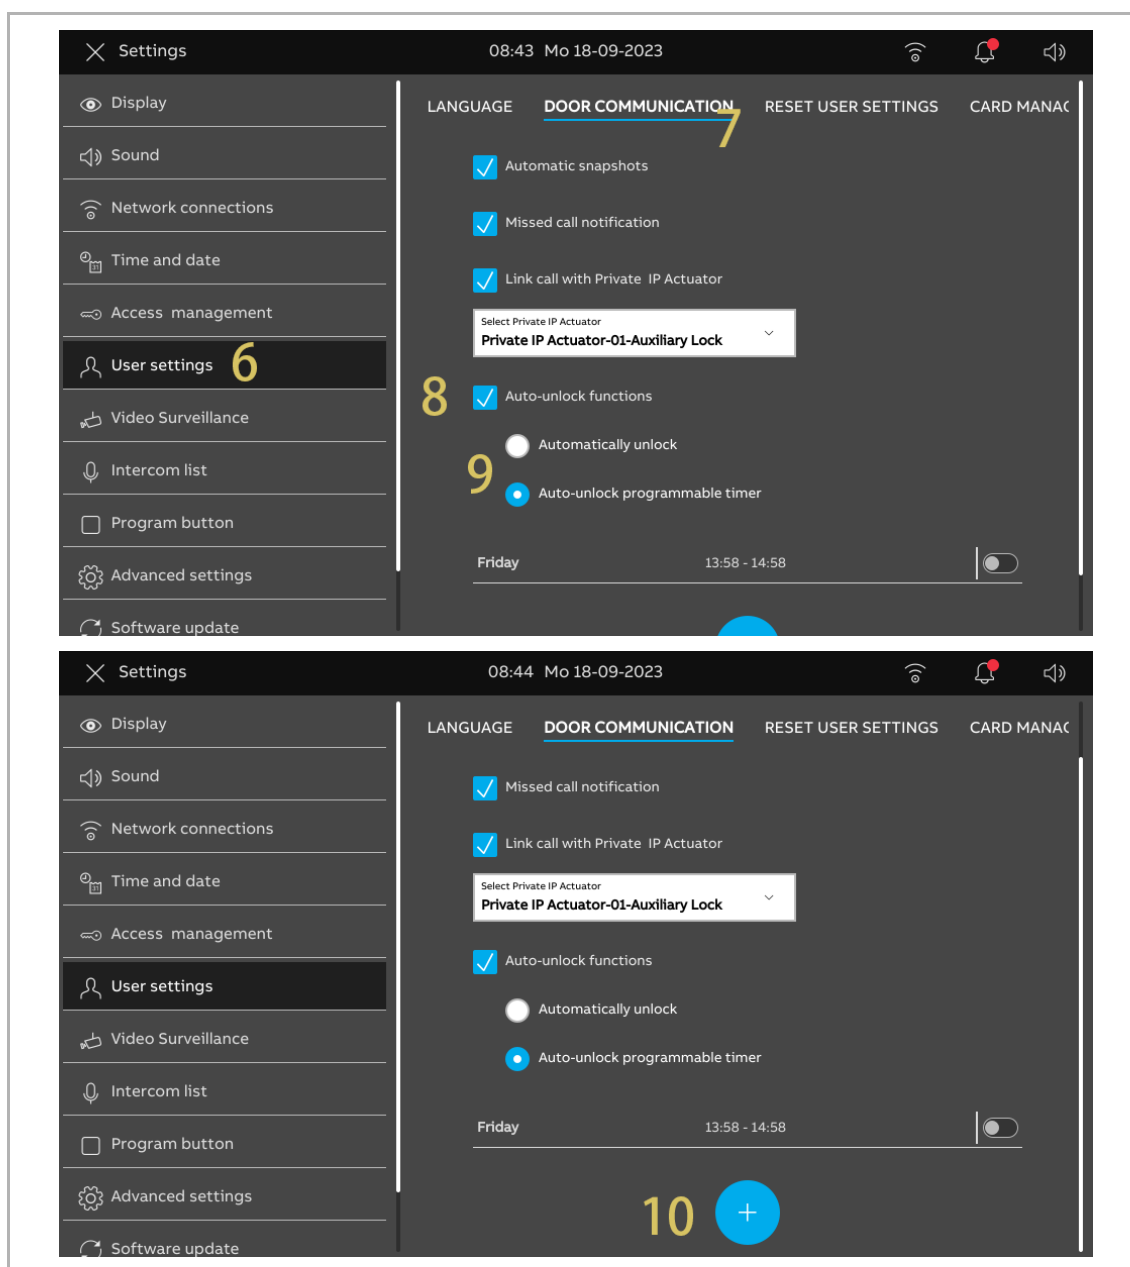 Settings
08:43 Mo 18-09-2023
Display
Sound
Network connections
31
Time and date
Access management
User settings
6
Video Surveillance
Intercom list
Program button
Advanced settings
Software update
LANGUAGE DOOR COMMUNICATION RESET USER SETTINGS CARD MANAC
7
Automatic snapshots
Missed call notification
Link call with Private IP Actuator
Select Private IP Actuator
Private IP Actuator-01-Auxiliary Lock
8
Auto-unlock functions
Automatically unlock
9
Auto-unlock programmable timer
Friday 13:58 - 14:58
Settings
08:44 Mo 18-09-2023
Display
Sound
Network connections
31
Time and date
Access management
User settings
Video Surveillance
Intercom list
Program button
Advanced settings
Software update
LANGUAGE DOOR COMMUNICATION RESET USER SETTINGS CARD MANAC
Missed call notification
Link call with Private IP Actuator
Select Private IP Actuator
Private IP Actuator-01-Auxiliary Lock
Auto-unlock functions
Automatically unlock
Auto-unlock programmable timer
Friday 13:58 - 14:58
10 +